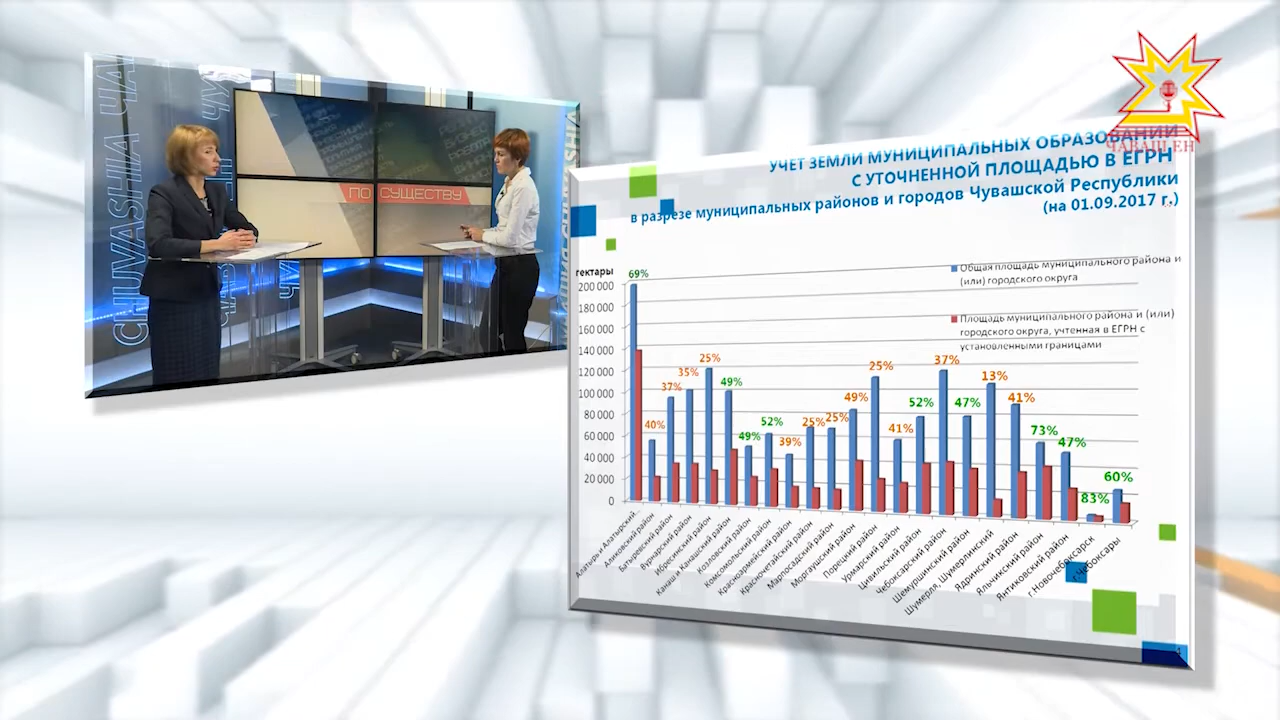 CHUVASHIA
ПО СУЩЕСТВУ
ЧĂВАШ ЕН
УЧЕТ ЗЕМЛИ МУНИЦИПАЛЬНЫХ ОБРАЗОВАНИЙ
С УТОЧНЕННОЙ ПЛОЩАДЬЮ В ЕГРН
в разрезе муниципальных районов и городов Чувашской Республики
(на 01.09.2017 г.)
гектары
200 000
180 000
160 000
140 000
120 000
100 000
80 000
60 000
40 000
20 000
0
Общая площадь муниципального района и
(или) городского округа
Площадь муниципального района и (или)
городского округа, учтенная в ЕГРН с
установленными границами
69%
40%
37%
35%
25%
49%
49%
52%
39%
25%
25%
49%
25%
41%
52%
37%
47%
13%
41%
73%
47%
83%
60%
Алатырь и Алатырский...
Аликовский район
Батыревский район
Вурнарский район
Ибресинский район
Канаш и Канашский район
Козловский район
Комсомольский район
Красноармейский район
Красночетайский район
Марпосадский район
Моргаушский район
Порецкий район
Урмарский район
Цивильский район
Чебоксарский район
Шемуршинский район
Шумерля, Шумерлинский
Ядринский район
Яльчикский район
Янтиковский район
г.Новочебоксарск
г.Чебоксары
4